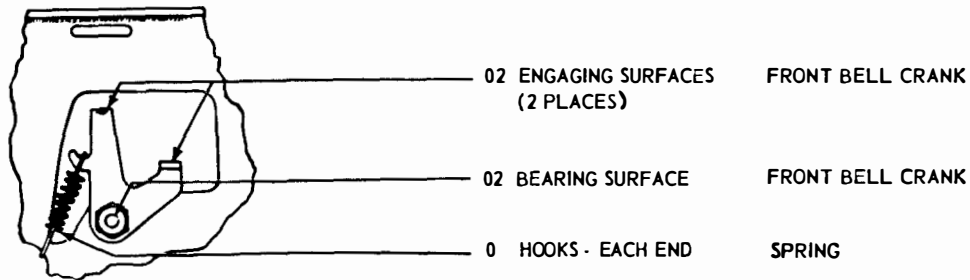 02 ENGAGING SURFACES FRONT BELL CRANK
(2 PLACES)
02 BEARING SURFACE FRONT BELL CRANK
0 HOOKS - EACH END SPRING